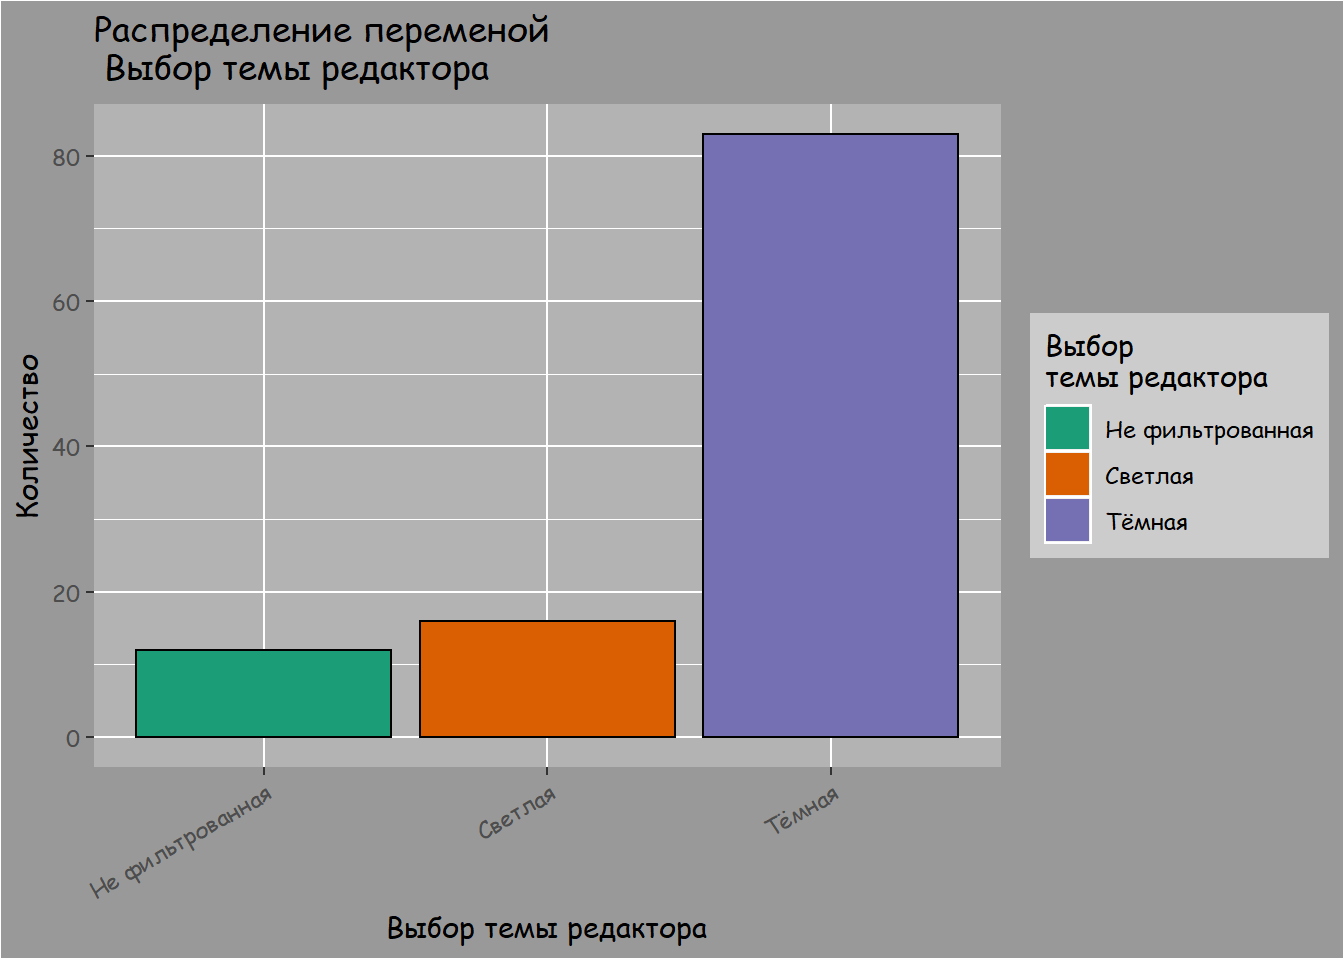 Распределение переменой
Выбор темы редактора
Количество
80
60
40
20
0
Не фильтрованная
Светлая
Тёмная
Выбор темы редактора
Выбор
темы редактора
Не фильтрованная
Светлая
Тёмная